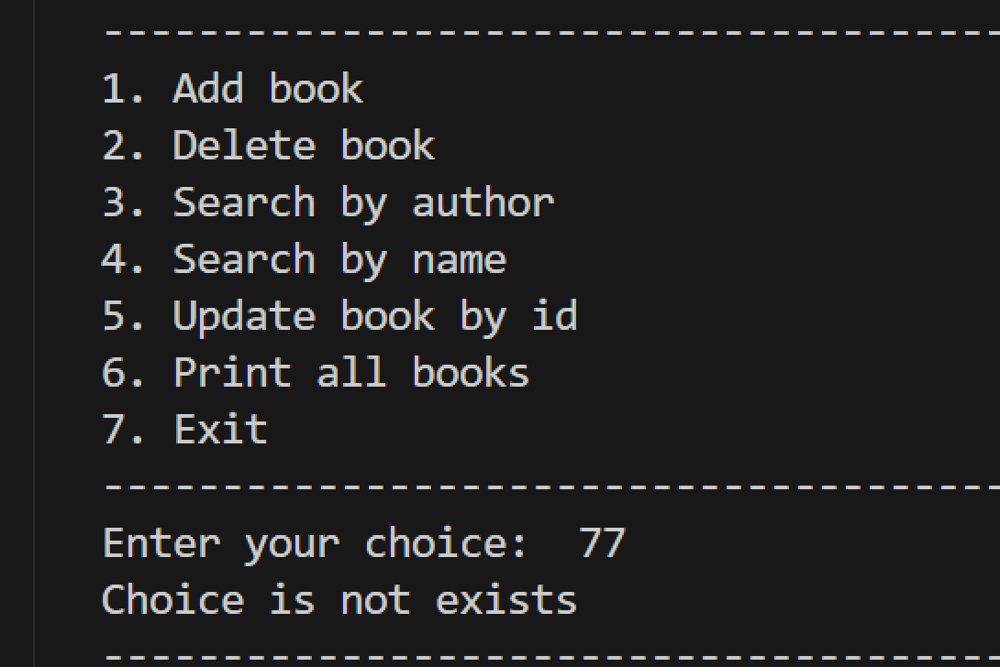 ------------------------------------------
1. Add book
2. Delete book
3. Search by author
4. Search by name
5. Update book by id
6. Print all books
7. Exit
------------------------------------------
Enter your choice:  77
Choice is not exists
------------------------------------------